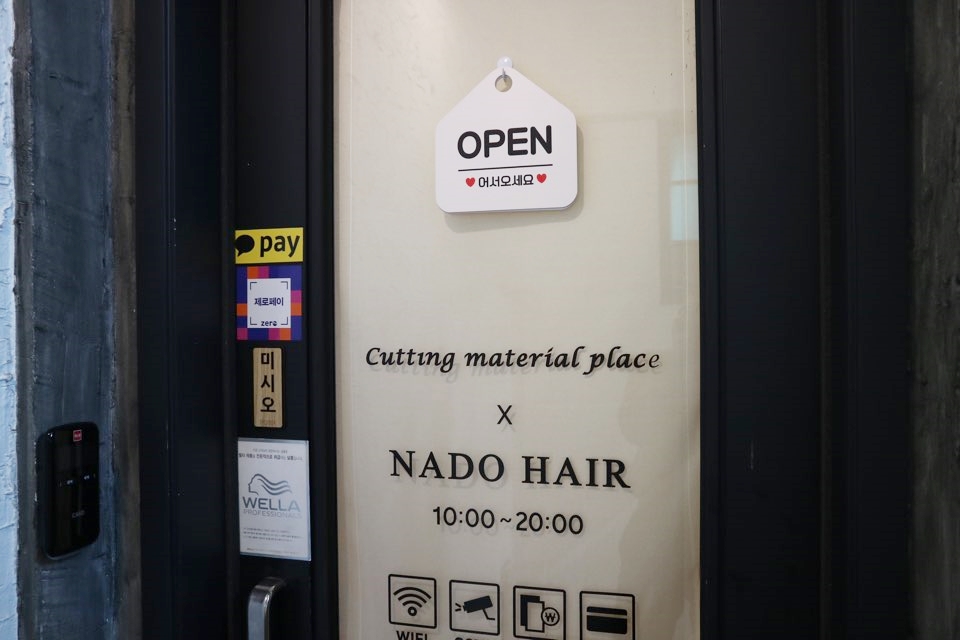 OPEN
어서오세요
pay
제로페이
zero
미시오
WELLA
PROFESSIONALS
Cutting material place
X
NADO HAIR
10:00~20:00
WIFI